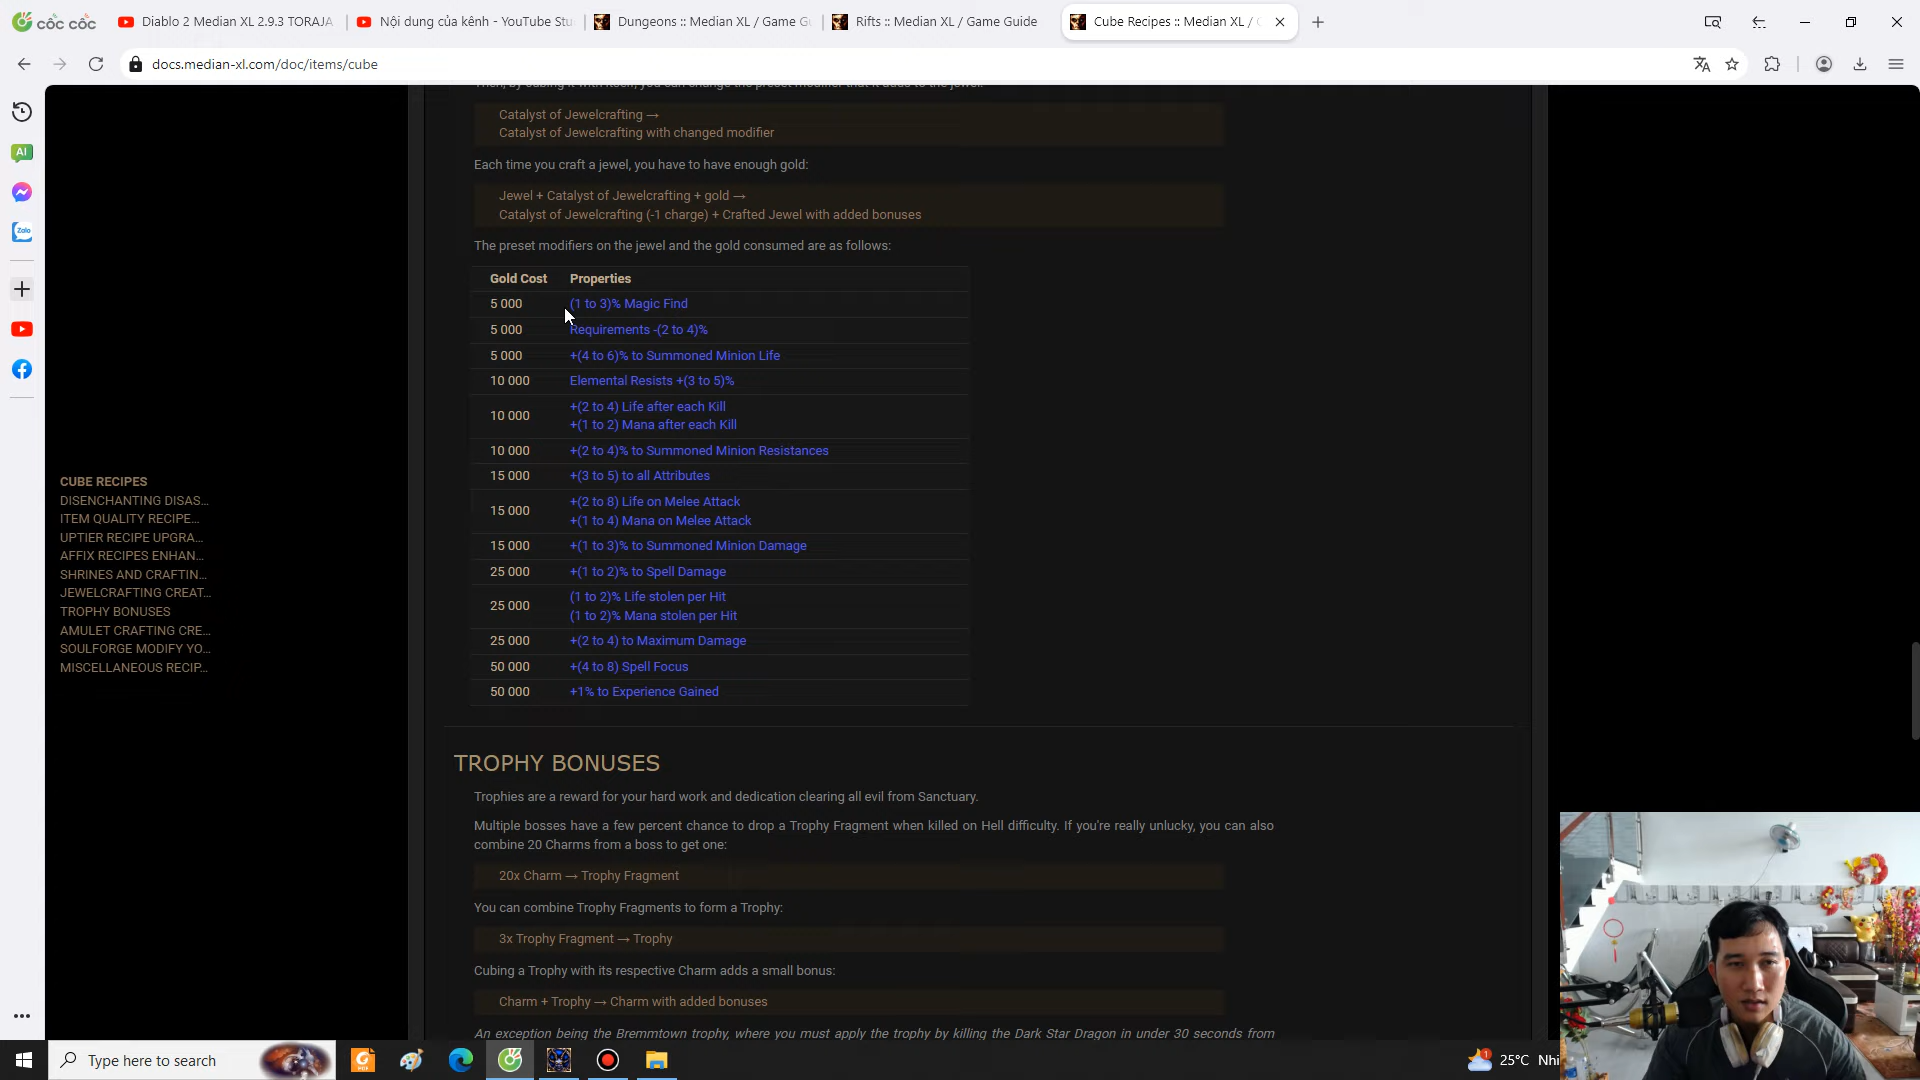 cốc cốc
Diablo 2 Median XL 2.9.3 TORAJA
Nội dung của kênh - YouTube Stu
Dungeons :: Median XL / Game Gu
Rifts :: Median XL / Game Guide
Cube Recipes :: Median XL / G
docs.median-xl.com/doc/items/cube
Catalyst of Jewelcrafting →
Catalyst of Jewelcrafting with changed modifier
Each time you craft a jewel, you have to have enough gold:
Jewel + Catalyst of Jewelcrafting + gold →
Catalyst of Jewelcrafting (-1 charge) + Crafted Jewel with added bonuses
The preset modifiers on the jewel and the gold consumed are as follows:
Gold Cost Properties
5 000 (1 to 3)% Magic Find
5 000 Requirements -(2 to 4)%
5 000 +(4 to 6)% to Summoned Minion Life
10 000 Elemental Resists +(3 to 5)%
10 000 +(2 to 4) Life after each Kill
+(1 to 2) Mana after each Kill
10 000 +(2 to 4)% to Summoned Minion Resistances
15 000 +(3 to 5) to all Attributes
15 000 +(2 to 8) Life on Melee Attack
+(1 to 4) Mana on Melee Attack
15 000 +(1 to 3)% to Summoned Minion Damage
25 000 +(1 to 2)% to Spell Damage
25 000 (1 to 2)% Life stolen per Hit
(1 to 2)% Mana stolen per Hit
25 000 +(2 to 4) to Maximum Damage
50 000 +(4 to 8) Spell Focus
50 000 +1% to Experience Gained
TROPHY BONUSES
Trophies are a reward for your hard work and dedication clearing all evil from Sanctuary.
Multiple bosses have a few percent chance to drop a Trophy Fragment when killed on Hell difficulty. If you're really unlucky, you can also
combine 20 Charms from a boss to get one:
20x Charm → Trophy Fragment
You can combine Trophy Fragments to form a Trophy:
3x Trophy Fragment → Trophy
Cubing a Trophy with its respective Charm adds a small bonus:
Charm + Trophy → Charm with added bonuses
An exception being the Bremmtown trophy, where you must apply the trophy by killing the Dark Star Dragon in under 30 seconds from
CUBE RECIPES
DISENCHANTING DISAS...
ITEM QUALITY RECIPE...
UPTIER RECIPE UPGRA...
AFFIX RECIPES ENHAN...
SHRINES AND CRAFTIN...
JEWELCRAFTING CREAT...
TROPHY BONUSES
AMULET CRAFTING CRE...
SOULFORGE MODIFY YO...
MISCELLANEOUS RECIP...
AI
Zalo
Type here to search
1
25°C Nhi